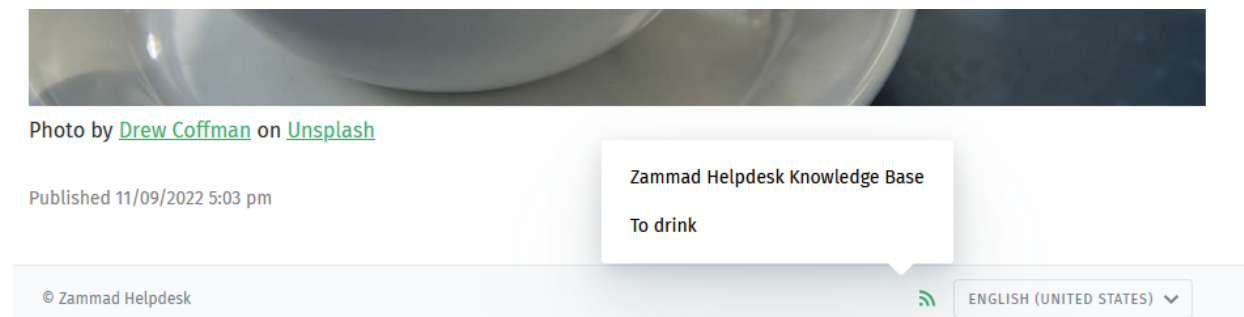 Photo by Drew Coffman on Unsplash
Published 11/09/2022 5:03 pm
Zammad Helpdesk Knowledge Base
To drink
© Zammad Helpdesk
ENGLISH (UNITED STATES)